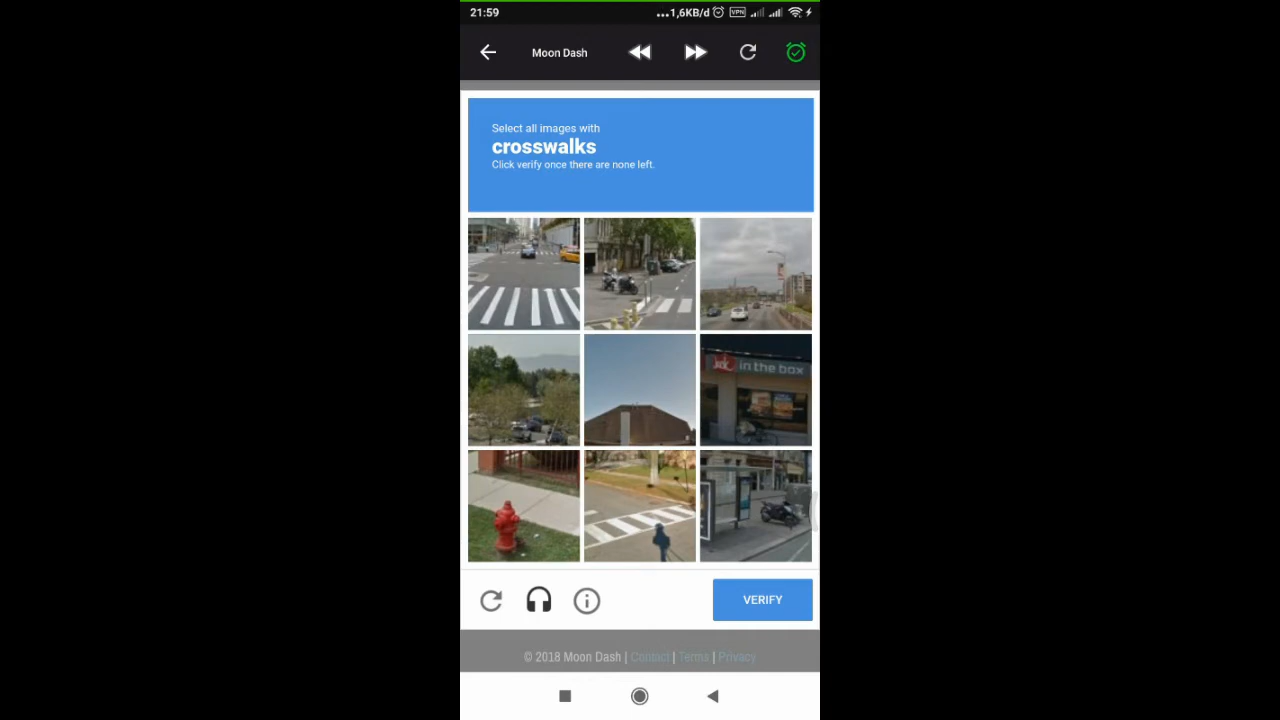 21:59
...1,6KB/d
VPN
Moon Dash
Select all images with
crosswalks
Click verify once there are none left.
in the box
VERIFY
© 2018 Moon Dash | Contact | Terms | Privacy